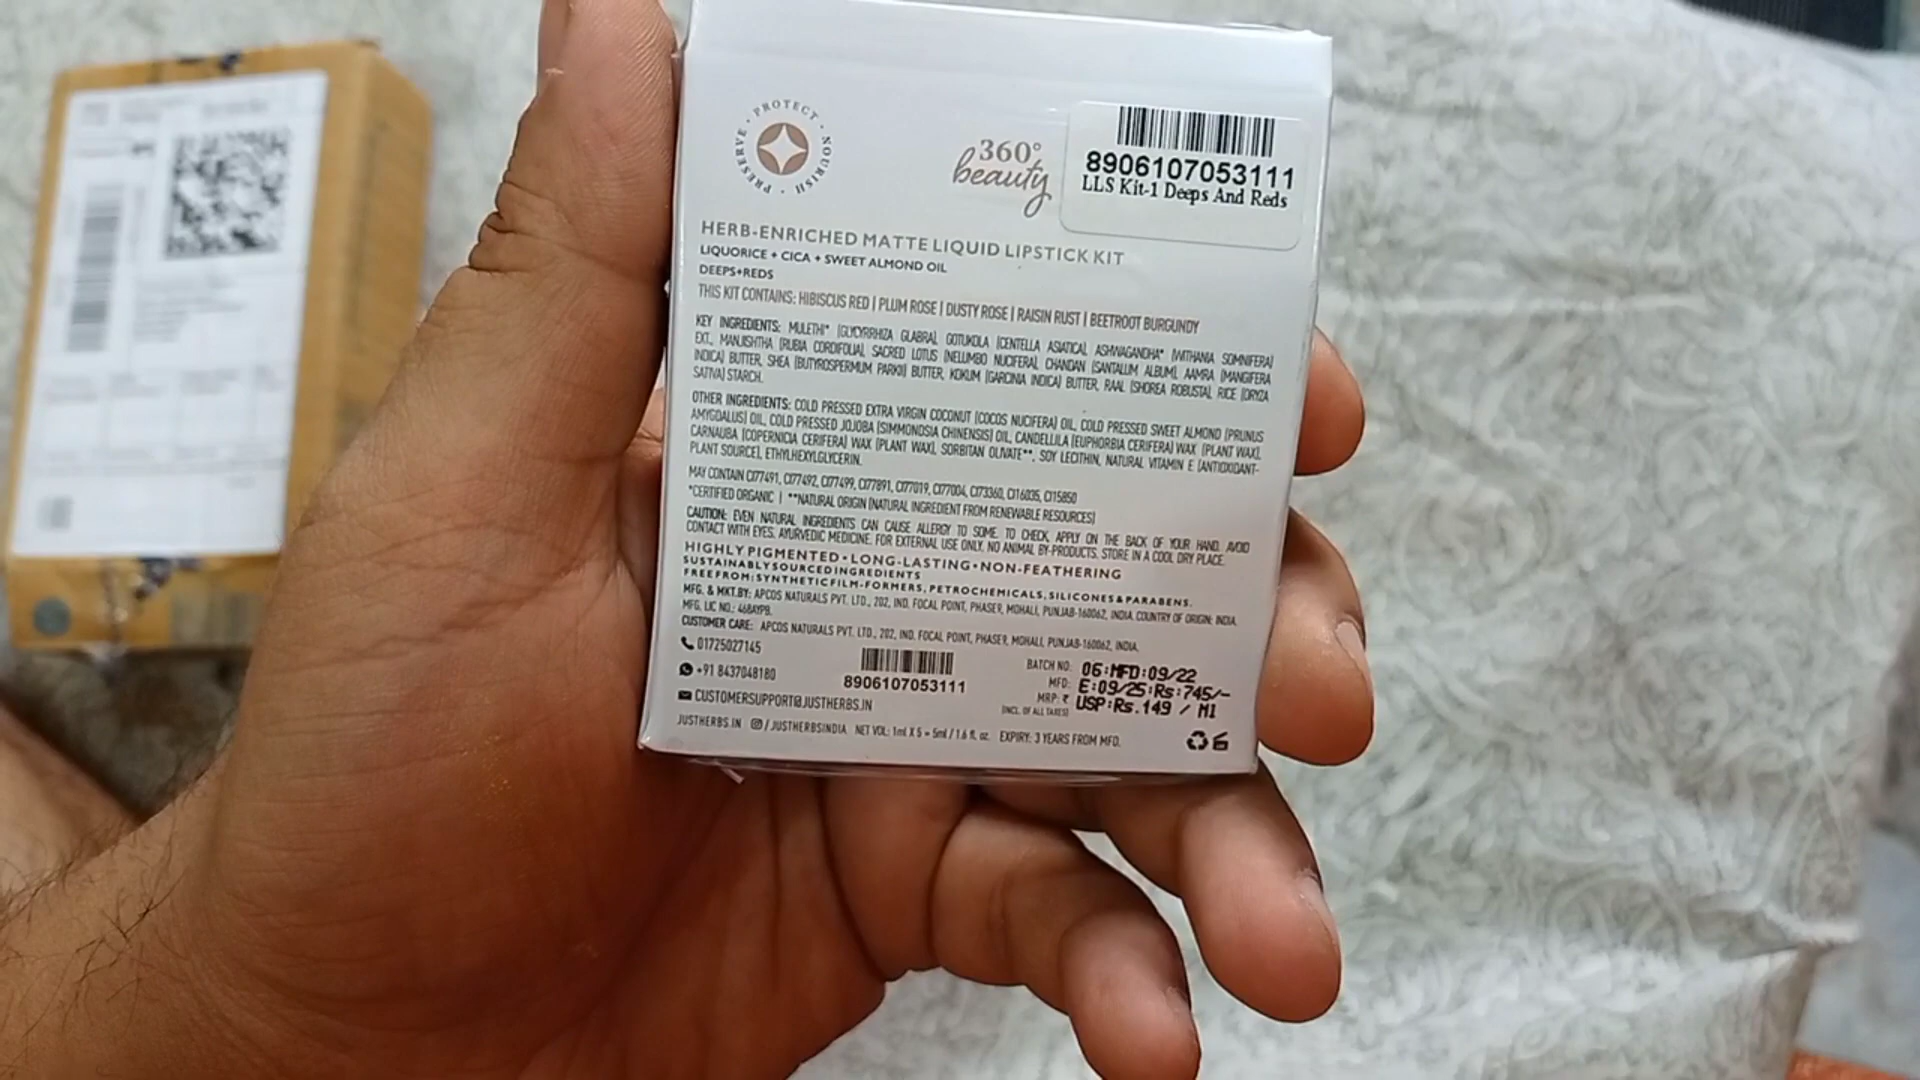 PRESERVE · PROTECT · NOURISH ·
360°
beauty
8906107053111
LLS Kit-1 Deeps And Reds
HERB-ENRICHED MATTE LIQUID LIPSTICK KIT
LIQUORICE + CICA + SWEET ALMOND OIL
DEEPS+REDS
THIS KIT CONTAINS: HIBISCUS RED | PLUM ROSE | DUSTY ROSE | RAISIN RUST | BEETROOT BURGUNDY
KEY INGREDIENTS: MULETHI* (GLYCYRRHIZA GLABRA), GOTUKOLA (CENTELLA ASIATICA), ASHWAGANDHA* (WITHANIA SOMNIFERA)
EXT., MANJISHTHA (RUBIA CORDIFOLIA), SACRED LOTUS (NELUMBO NUCIFERA), CHANDAN (SANTALUM ALBUM), AAMRA (MANGIFERA
INDICA) BUTTER, SHEA (BUTYROSPERMUM PARKII) BUTTER, KOKUM (GARCINIA INDICA) BUTTER, RAAL (SHOREA ROBUSTA), RICE (ORYZA
SATIVA) STARCH.
OTHER INGREDIENTS: COLD PRESSED EXTRA VIRGIN COCONUT (COCOS NUCIFERA) OIL, COLD PRESSED SWEET ALMOND (PRUNUS
AMYGDALUS) OIL, COLD PRESSED JOJOBA (SIMMONDSIA CHINENSIS) OIL, CANDELLILA (EUPHORBIA CERIFERA) WAX (PLANT WAX),
CARNAUBA (COPERNICIA CERIFERA) WAX (PLANT WAX), SORBITAN OLIVATE**, SOY LECITHIN, NATURAL VITAMIN E (ANTIOXIDANT-
PLANT SOURCE), ETHYLHEXYLGLYCERIN.
MAY CONTAIN CI77491, CI77492, CI77499, CI77891, CI77019, CI77004, CI73360, CI16035, CI15850
*CERTIFIED ORGANIC | **NATURAL ORIGIN (NATURAL INGREDIENT FROM RENEWABLE RESOURCES)
CAUTION: EVEN NATURAL INGREDIENTS CAN CAUSE ALLERGY TO SOME. TO CHECK, APPLY ON THE BACK OF YOUR HAND. AVOID
CONTACT WITH EYES. AYURVEDIC MEDICINE. FOR EXTERNAL USE ONLY. NO ANIMAL BY-PRODUCTS. STORE IN A COOL DRY PLACE.
HIGHLY PIGMENTED • LONG-LASTING • NON-FEATHERING
SUSTAINABLY SOURCED INGREDIENTS
FREE FROM: SYNTHETIC FILM-FORMERS, PETROCHEMICALS, SILICONES & PARABENS.
MFG. & MKT.BY: APCOS NATURALS PVT. LTD., 202, IND. FOCAL POINT, PHASE9, MOHALI, PUNJAB-160062, INDIA. COUNTRY OF ORIGIN: INDIA.
MFG. LIC NO.: 468AYPB.
CUSTOMER CARE: APCOS NATURALS PVT. LTD., 202, IND. FOCAL POINT, PHASE9, MOHALI, PUNJAB-160062, INDIA.
01725027145
+91 8437048180
CUSTOMERSUPPORT@JUSTHERBS.IN
8906107053111
BATCH NO: 06:MFD:09/22
MFD: E:09/25:Rs:745/-
MRP: ₹ USP:Rs.149 / Ml
(INCL. OF ALL TAXES)
JUSTHERBS.IN /JUSTHERBSINDIA NET VOL: 1ml X 5 = 5ml / 1.6 fl. oz. EXPIRY: 3 YEARS FROM MFD.